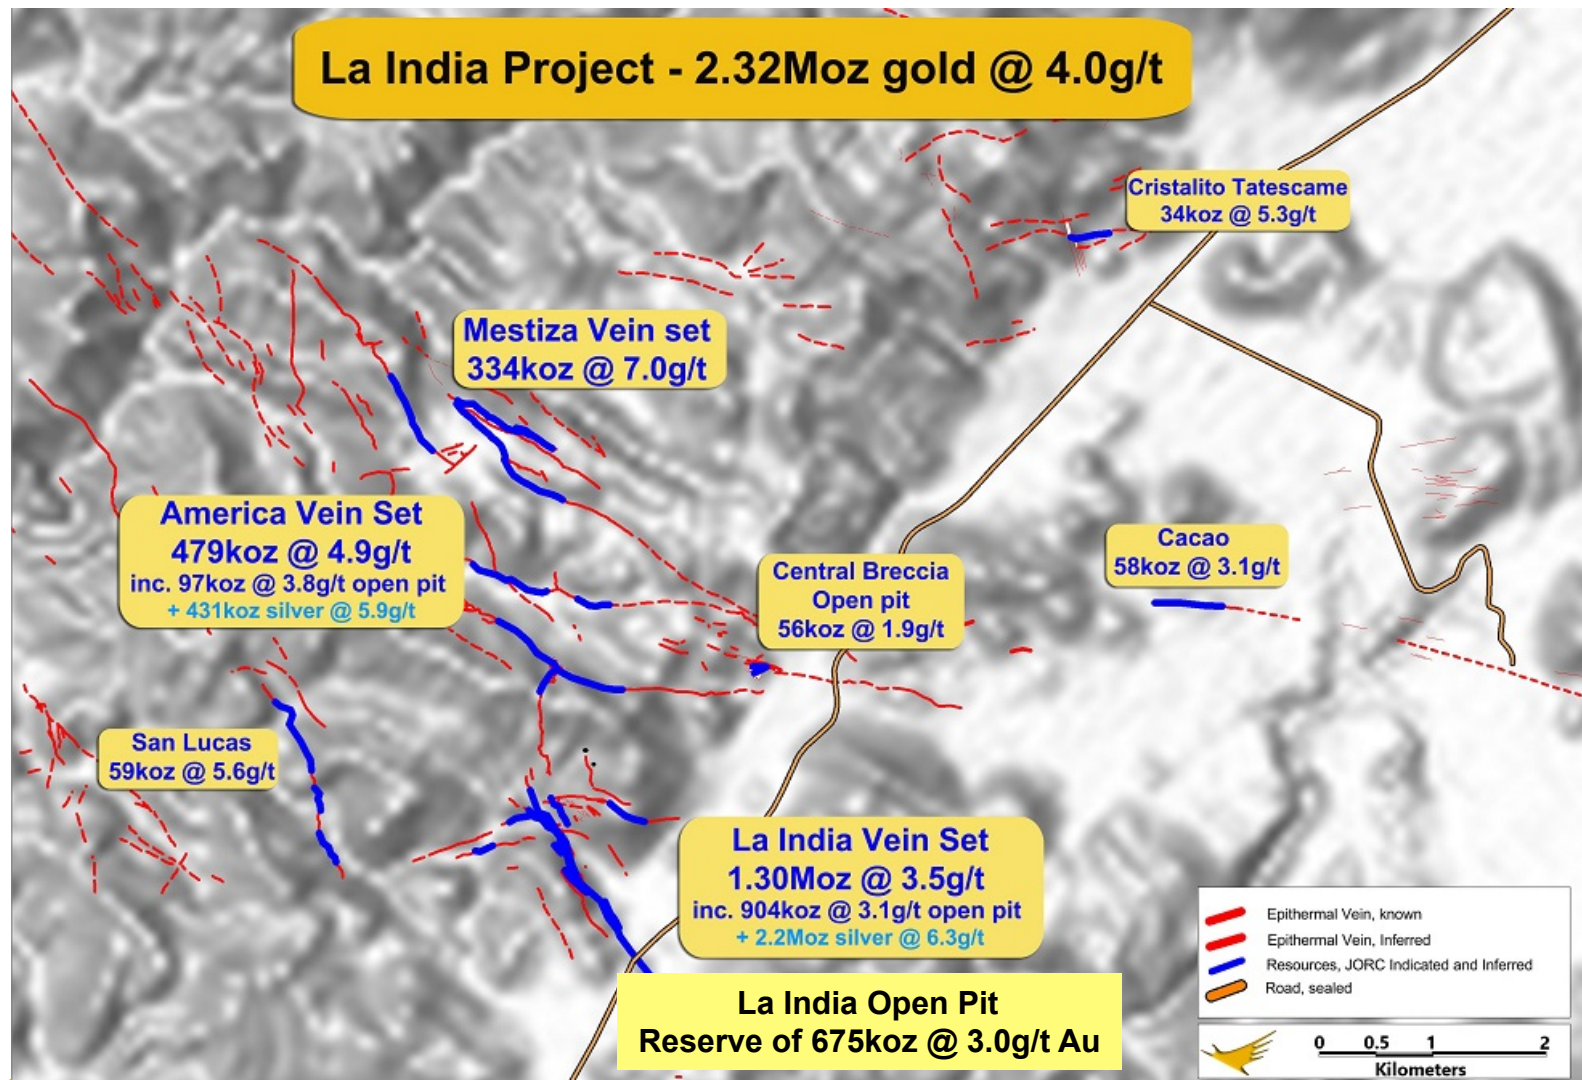 La India Project - 2.32Moz gold @ 4.0g/t
Cristalito Tatescame
34koz @ 5.3g/t
Mestiza Vein set
334koz @ 7.0g/t
America Vein Set
479koz @ 4.9g/t
inc. 97koz @ 3.8g/t open pit
+ 431koz silver @ 5.9g/t
Central Breccia
Open pit
56koz @ 1.9g/t
Cacao
58koz @ 3.1g/t
San Lucas
59koz @ 5.6g/t
La India Vein Set
1.30Moz @ 3.5g/t
inc. 904koz @ 3.1g/t open pit
+ 2.2Moz silver @ 6.3g/t
La India Open Pit
Reserve of 675koz @ 3.0g/t Au
Epithermal Vein, known
Epithermal Vein, Inferred
Resources, JORC Indicated and Inferred
Road, sealed
0 0.5 1 2
Kilometers